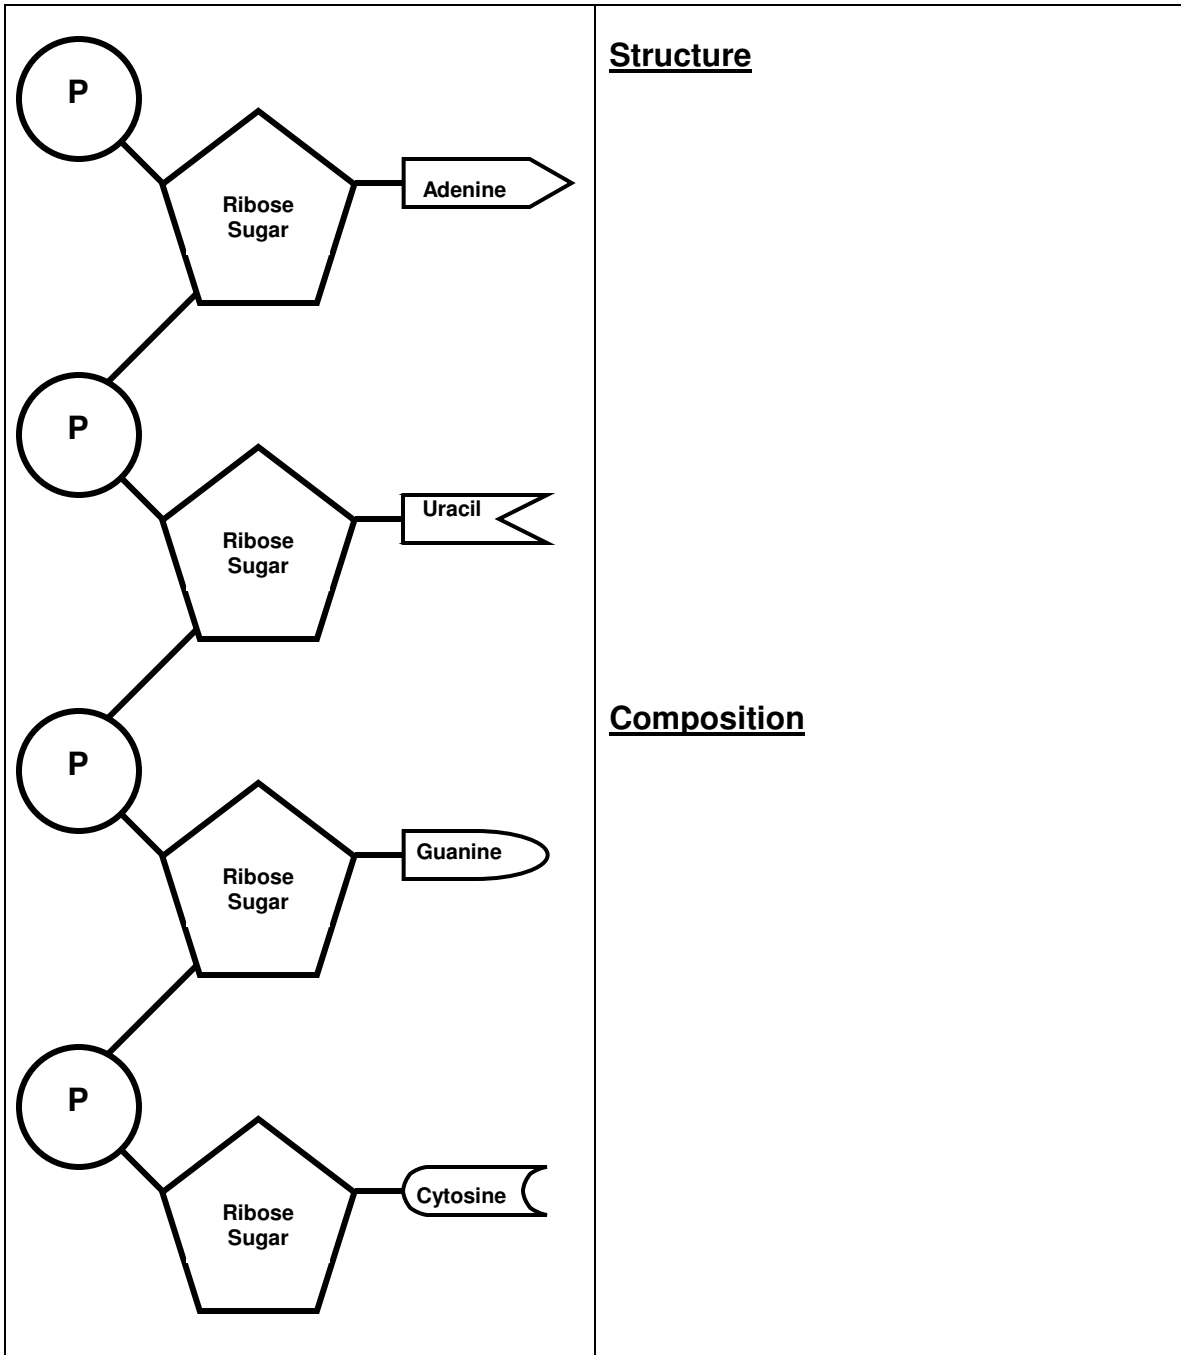 P
Ribose
Sugar
Adenine
P
Ribose
Sugar
Uracil
P
Ribose
Sugar
Guanine
P
Ribose
Sugar
Cytosine
Structure
Composition